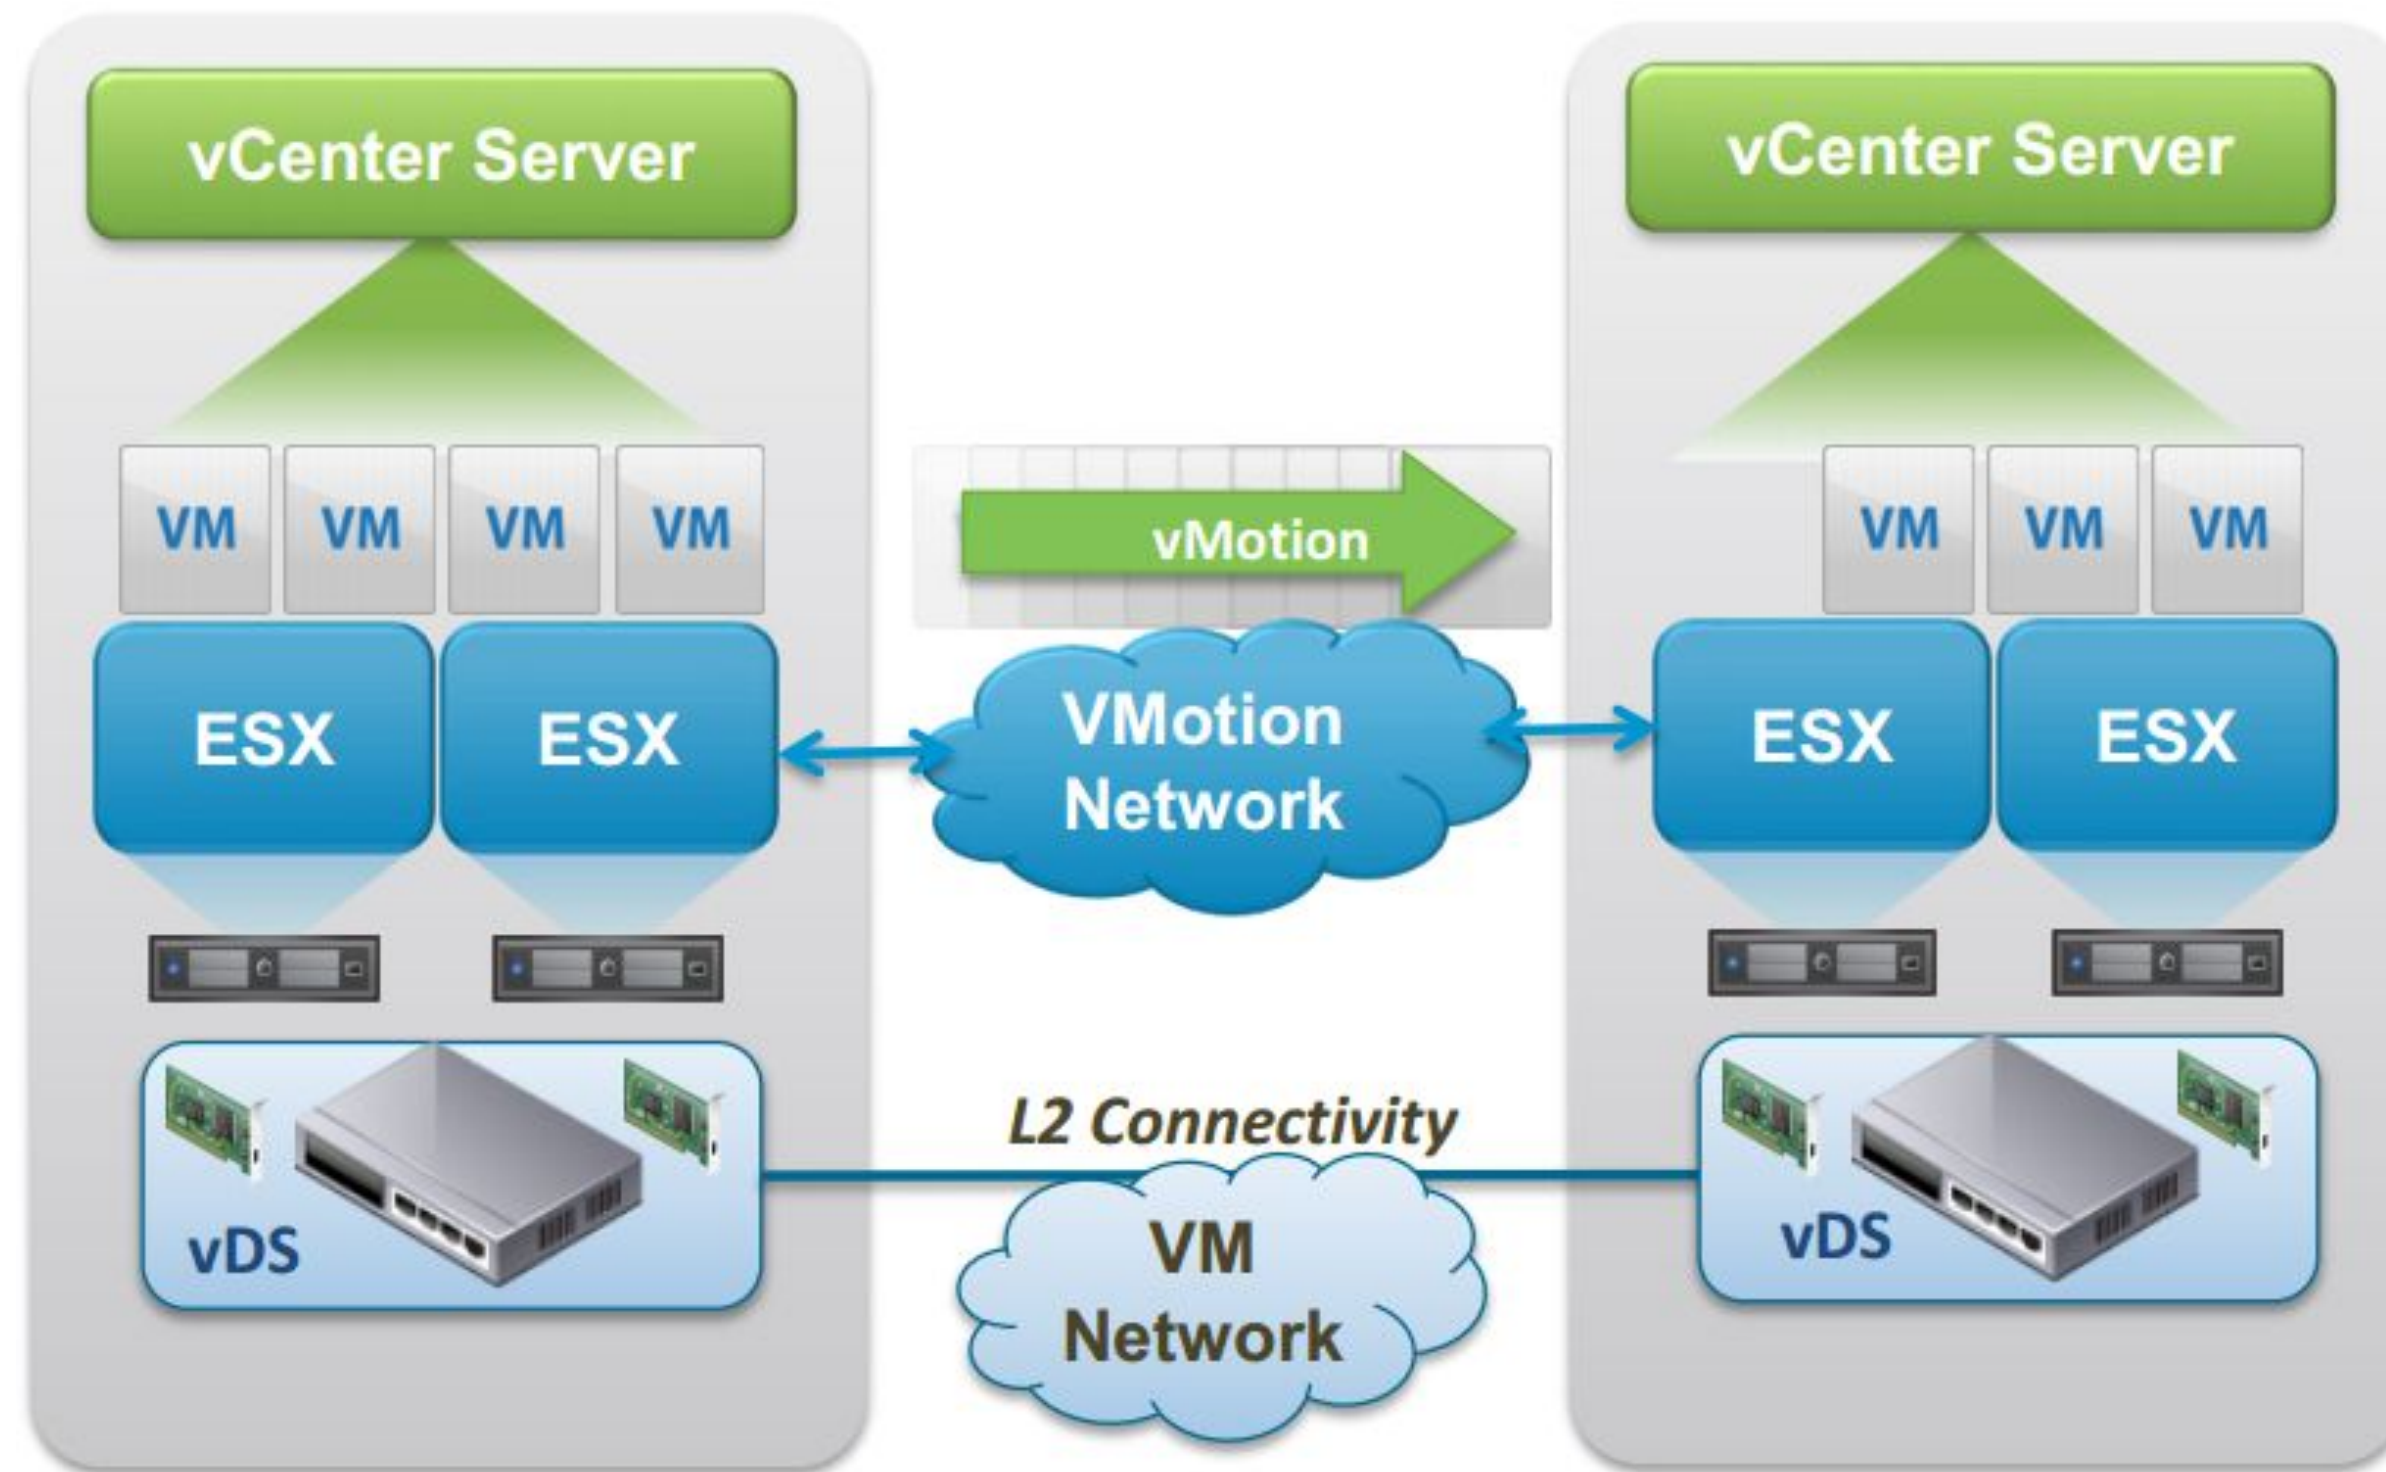 vCenter Server
vCenter Server
VM VM VM VM
vMotion
VM VM VM
ESX ESX
VMotion
Network
ESX ESX
L2 Connectivity
vDS
VM
Network
vDS